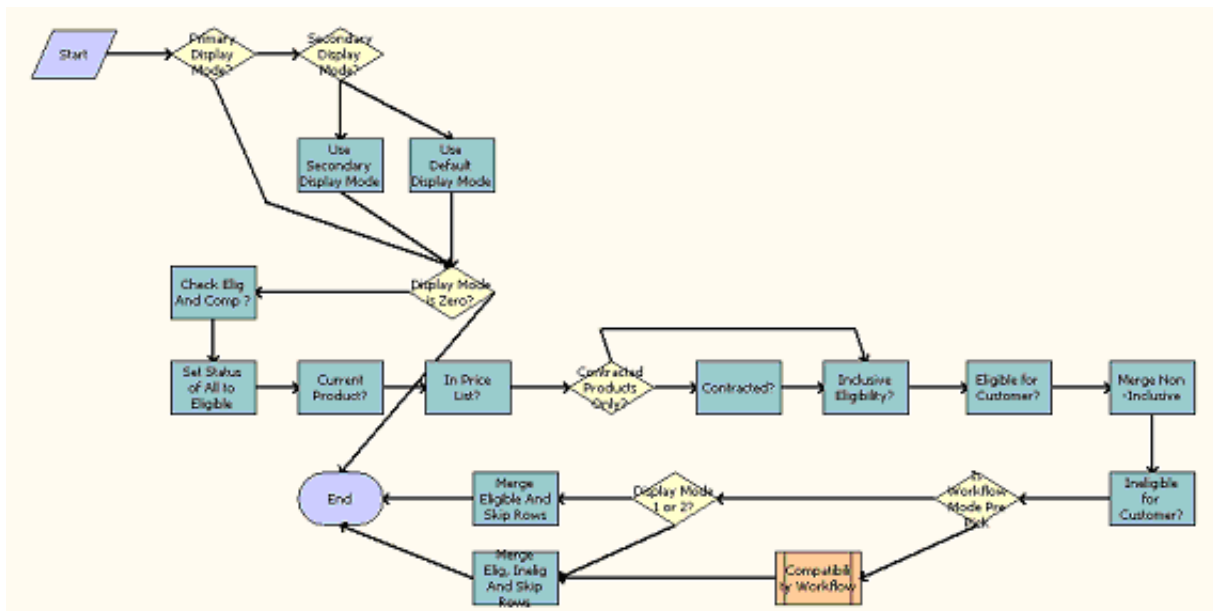 Start
Primary
Display
Mode?
Secondary
Display
Mode?
Use
Secondary
Display Mode
Use
Default
Display Mode
Check Elig
And Comp ?
Display Mode
is Zero?
Set Status
of All to
Eligible
Current
Product?
In Price
List?
Contracted
Products
Only?
Contracted?
Inclusive
Eligibility?
Eligible for
Customer?
Merge Non
-Inclusive
End
Merge
Eligible And
Skip Rows
Display Mode
1 or 2?
Workflow
Mode Pre
Pick
Ineligible
for
Customer?
Merge
Elig, Inelig
And Skip
Rows
Compatibili
ty Workflow